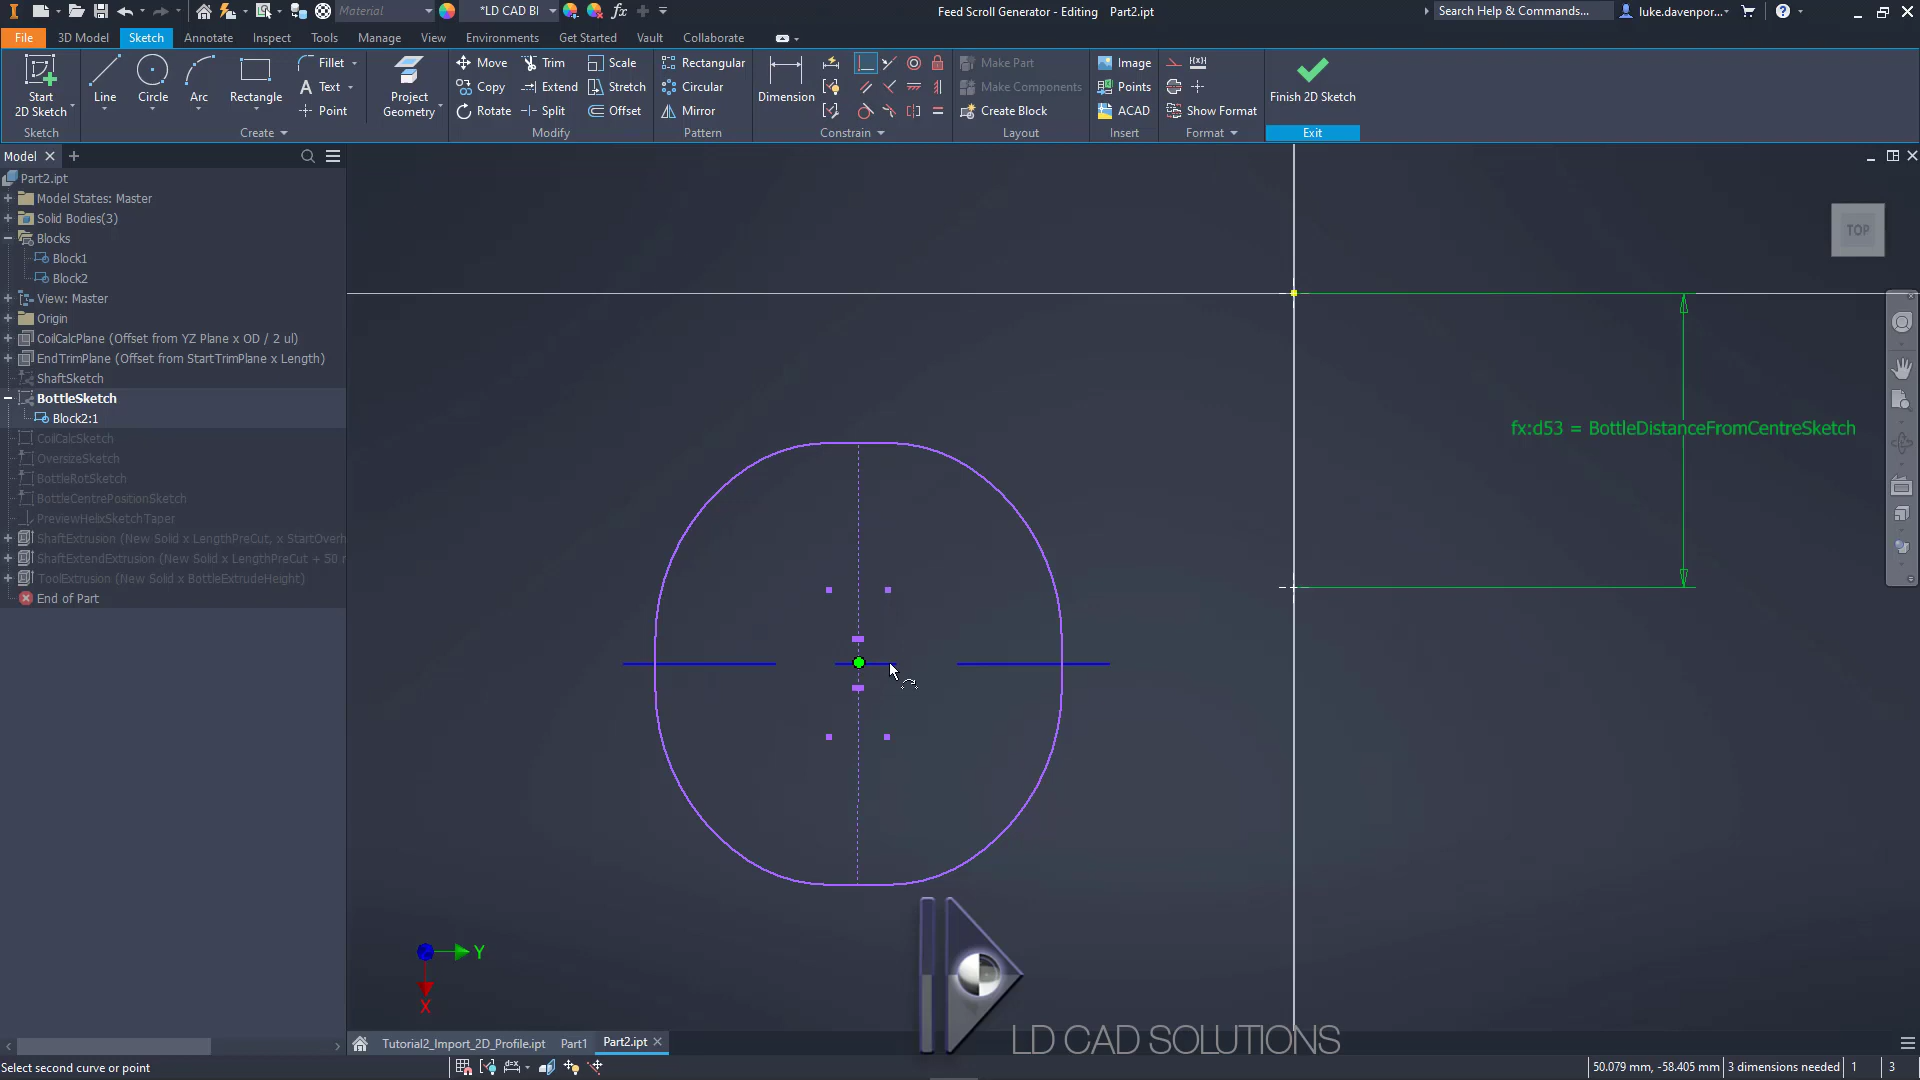 Material
*LD CAD Bl
fx
Feed Scroll Generator - Editing Part2.ipt
Search Help & Commands...
luke.davenpor...
File
3D Model
Sketch
Annotate
Inspect
Tools
Manage
View
Environments
Get Started
Vault
Collaborate
Start
2D Sketch
Line
Circle
Arc
Rectangle
Fillet
Text
Point
Project
Geometry
Move
Copy
Rotate
Trim
Extend
Split
Scale
Stretch
Offset
Rectangular
Circular
Mirror
Dimension
Make Part
Make Components
Create Block
Image
Points
ACAD
Show Format
Finish 2D Sketch
Sketch
Create
Modify
Pattern
Constrain
Layout
Insert
Format
Exit
Model
Part2.ipt
Model States: Master
Solid Bodies(3)
Blocks
Block1
Block2
View: Master
Origin
CoilCalcPlane (Offset from YZ Plane x OD / 2 ul)
EndTrimPlane (Offset from StartTrimPlane x Length)
ShaftSketch
BottleSketch
Block2:1
CoilCalcSketch
OversizeSketch
BottleRotSketch
BottleCentrePositionSketch
PreviewHelixSketchTaper
ShaftExtrusion (New Solid x LengthPreCut, x StartOverh
ShaftExtendExtrusion (New Solid x LengthPreCut + 50 r
ToolExtrusion (New Solid x BottleExtrudeHeight)
End of Part
TOP
fx:d53 = BottleDistanceFromCentreSketch
Y
X
LD CAD SOLUTIONS
Tutorial2_Import_2D_Profile.ipt
Part1
Part2.ipt
Select second curve or point
50.079 mm, -58.405 mm
3 dimensions needed
1
3